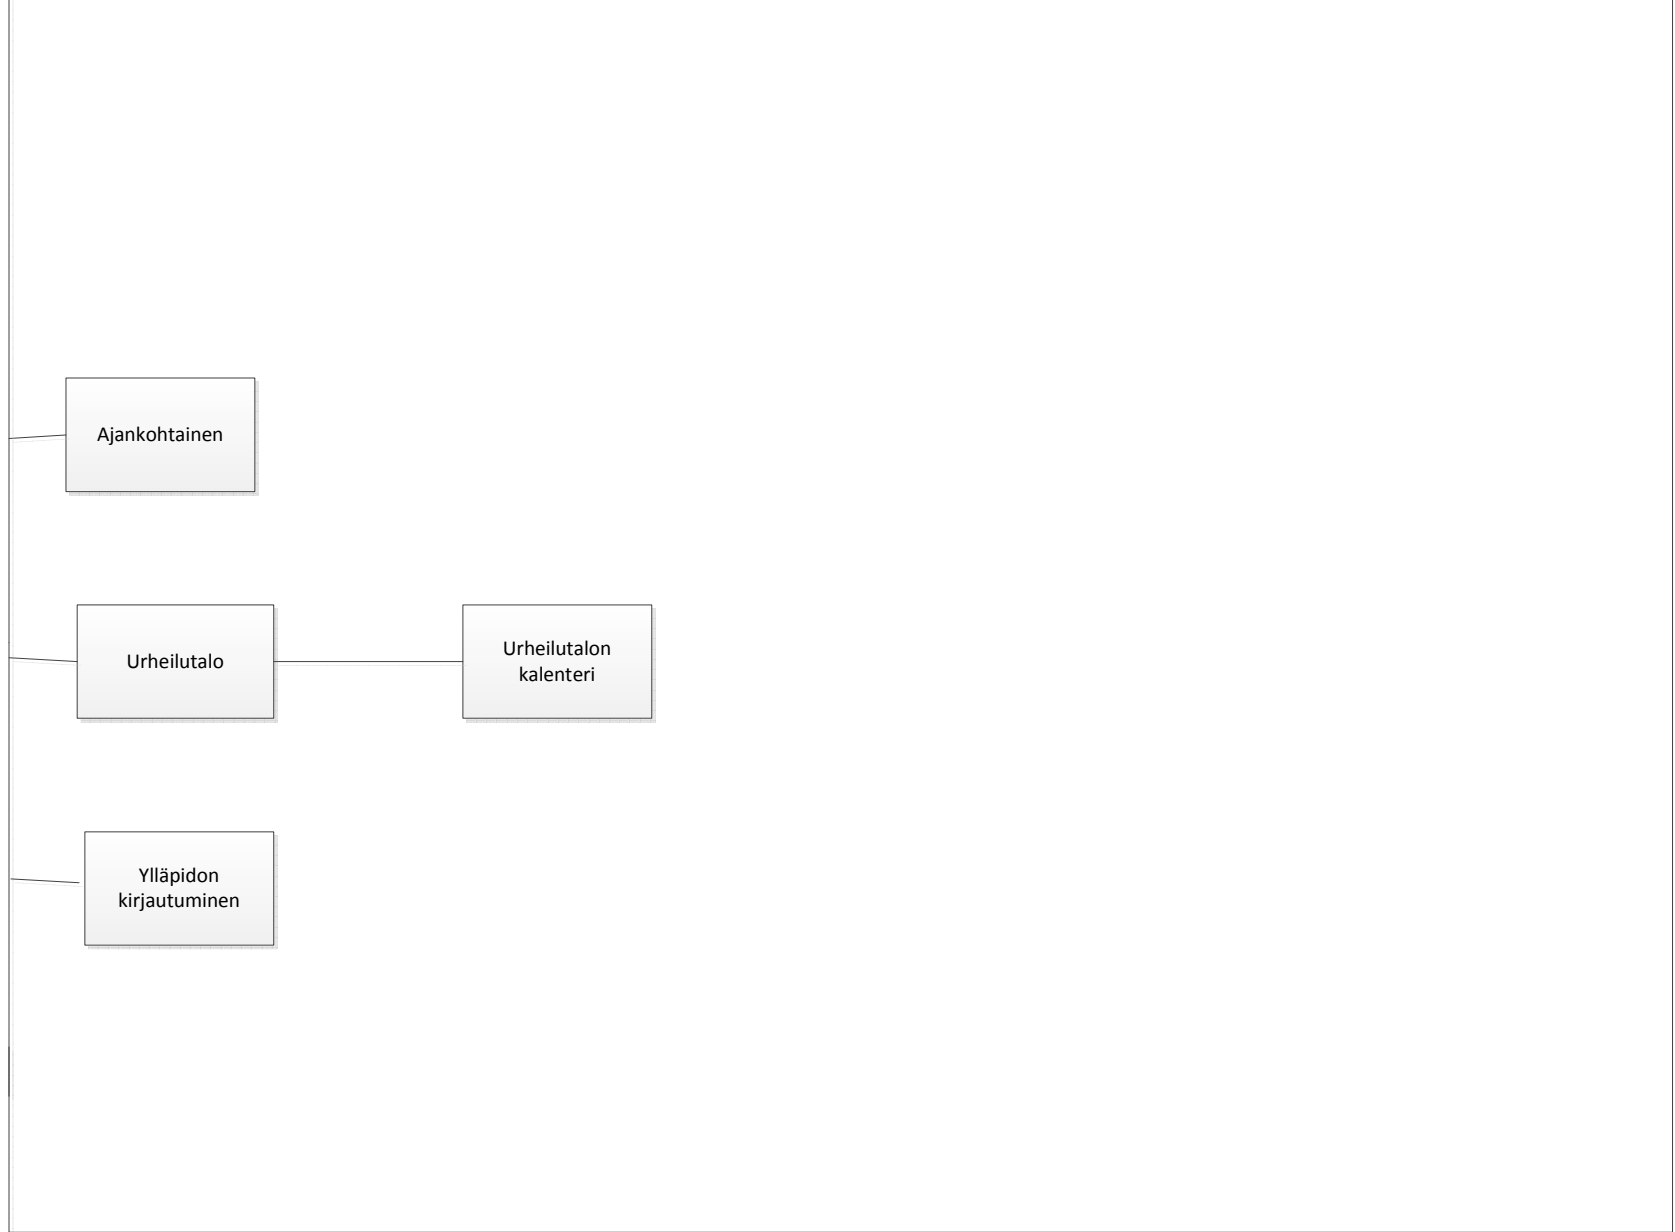 Ajankohtainen
Urheilutalo
Urheilutalon
kalenteri
Ylläpidon
kirjautuminen